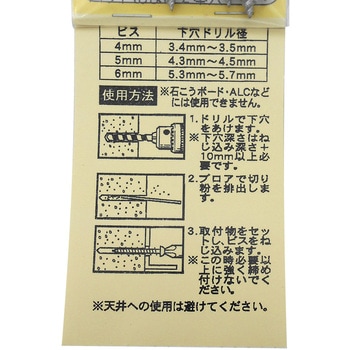 ビス 下穴ドリル径
4mm 3.4mm～3.5mm
5mm 4.3mm～4.5mm
6mm 5.3mm～5.7mm
使用方法 ※石こうボード・ALCなど
には使用できません。
1.ドリルで下穴
をあけます。
※下穴深さはね
じ込み深さ＋
10mm以上必
要です。
2.ブロアで切り
粉を排出しま
す。
3.取付物をセッ
トし、ビスをね
じ込みます。
※この時必要以
上に強く締め
付けないでく
ださい。
※天井への使用は避けてください。